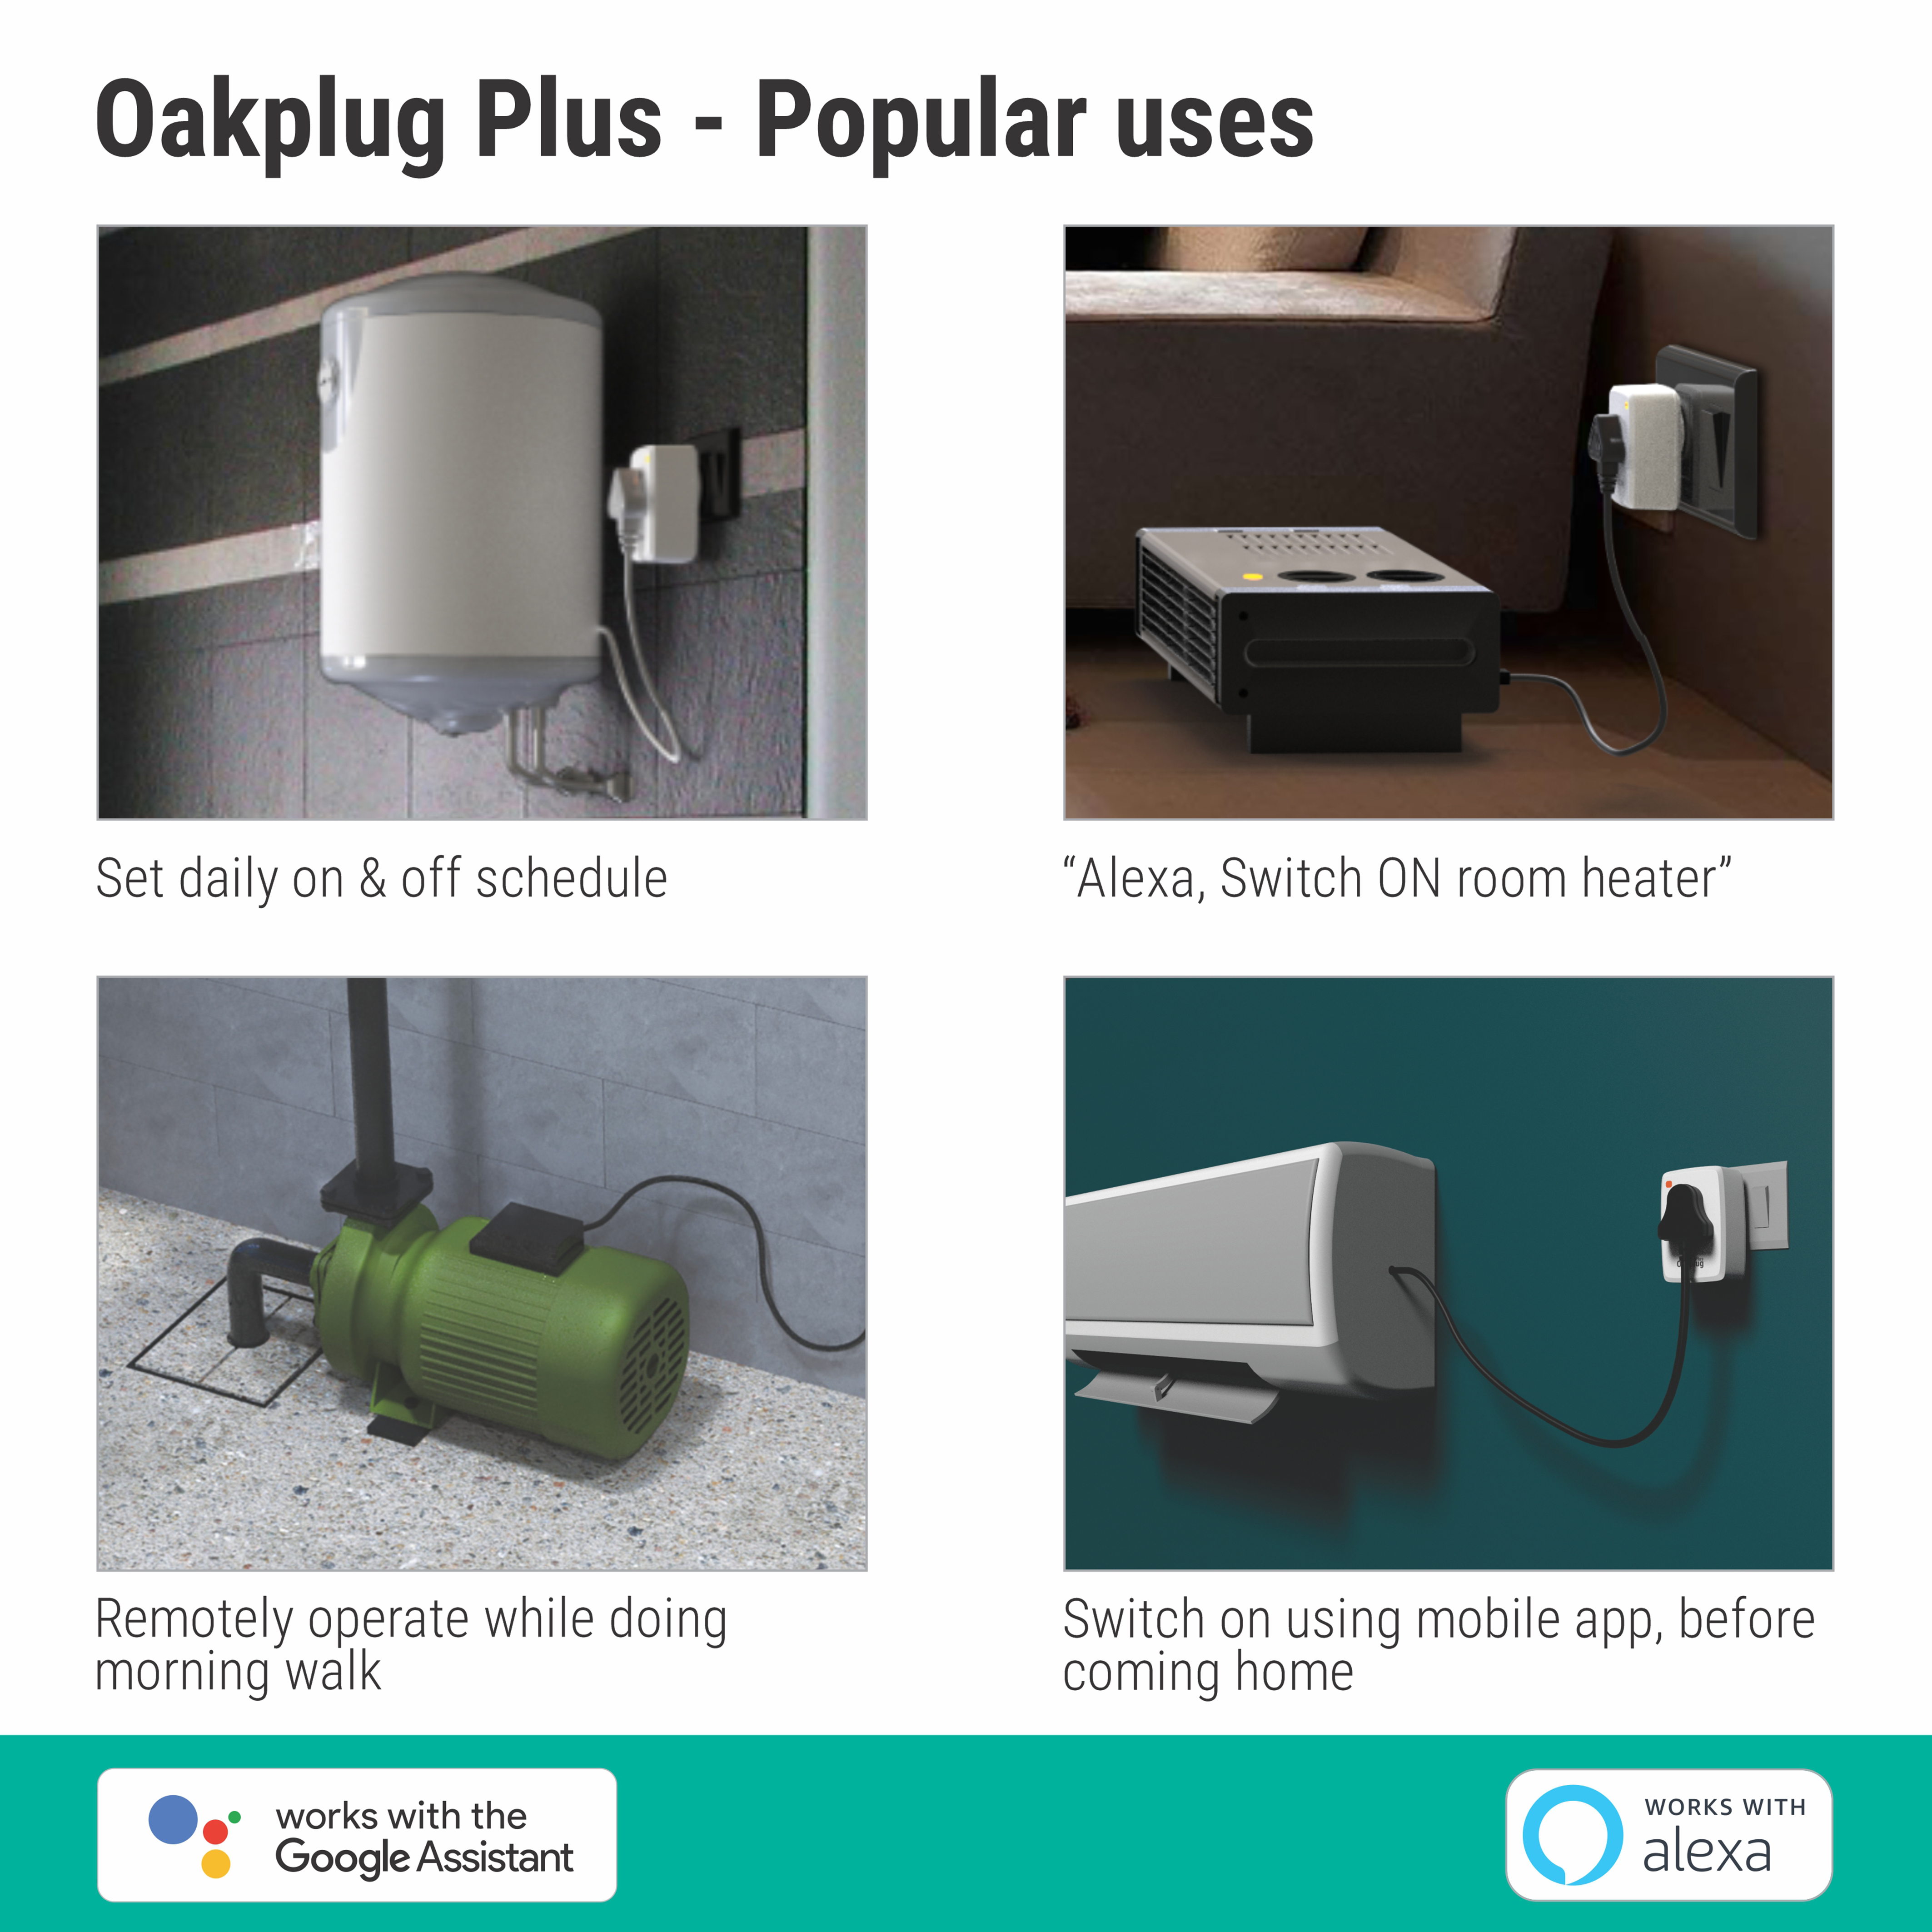 Oakplug Plus - Popular uses
Set daily on & off schedule
“Alexa, Switch ON room heater”
Remotely operate while doing
morning walk
Switch on using mobile app, before
coming home
works with the
Google Assistant
WORKS WITH
alexa